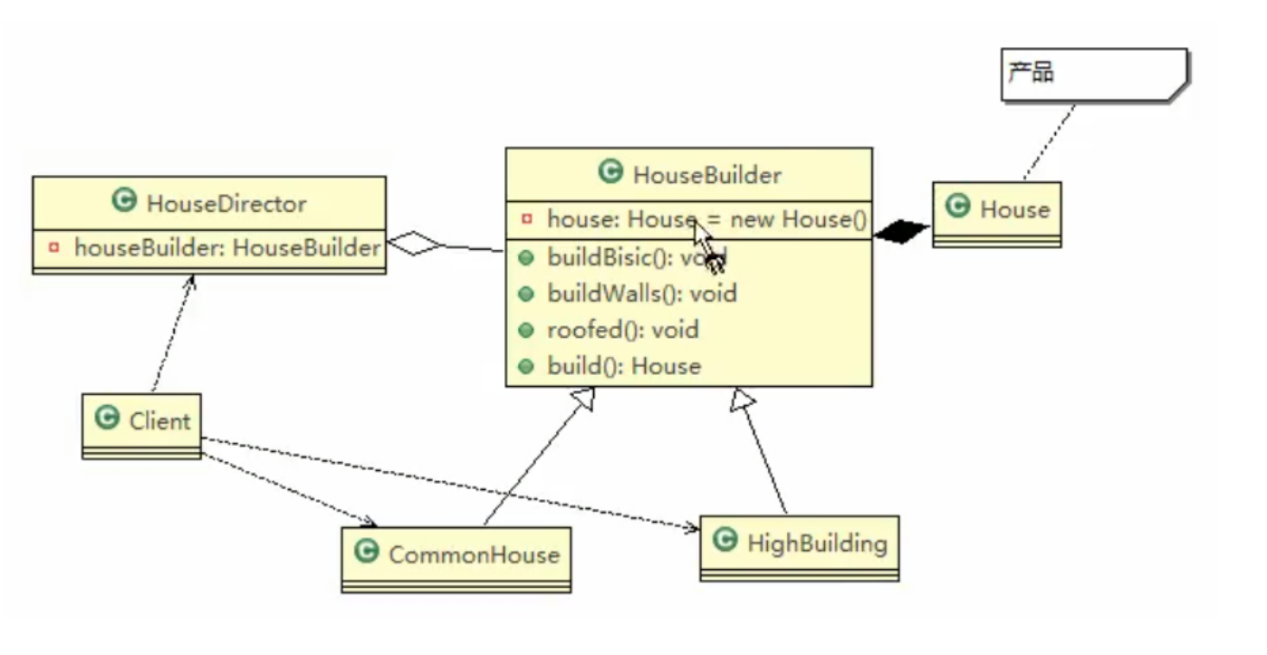 产品
HouseBuilder
house: House = new House()
buildBisic(): void
buildWalls(): void
roofed(): void
build(): House
HouseDirector
houseBuilder: HouseBuilder
House
Client
CommonHouse
HighBuilding